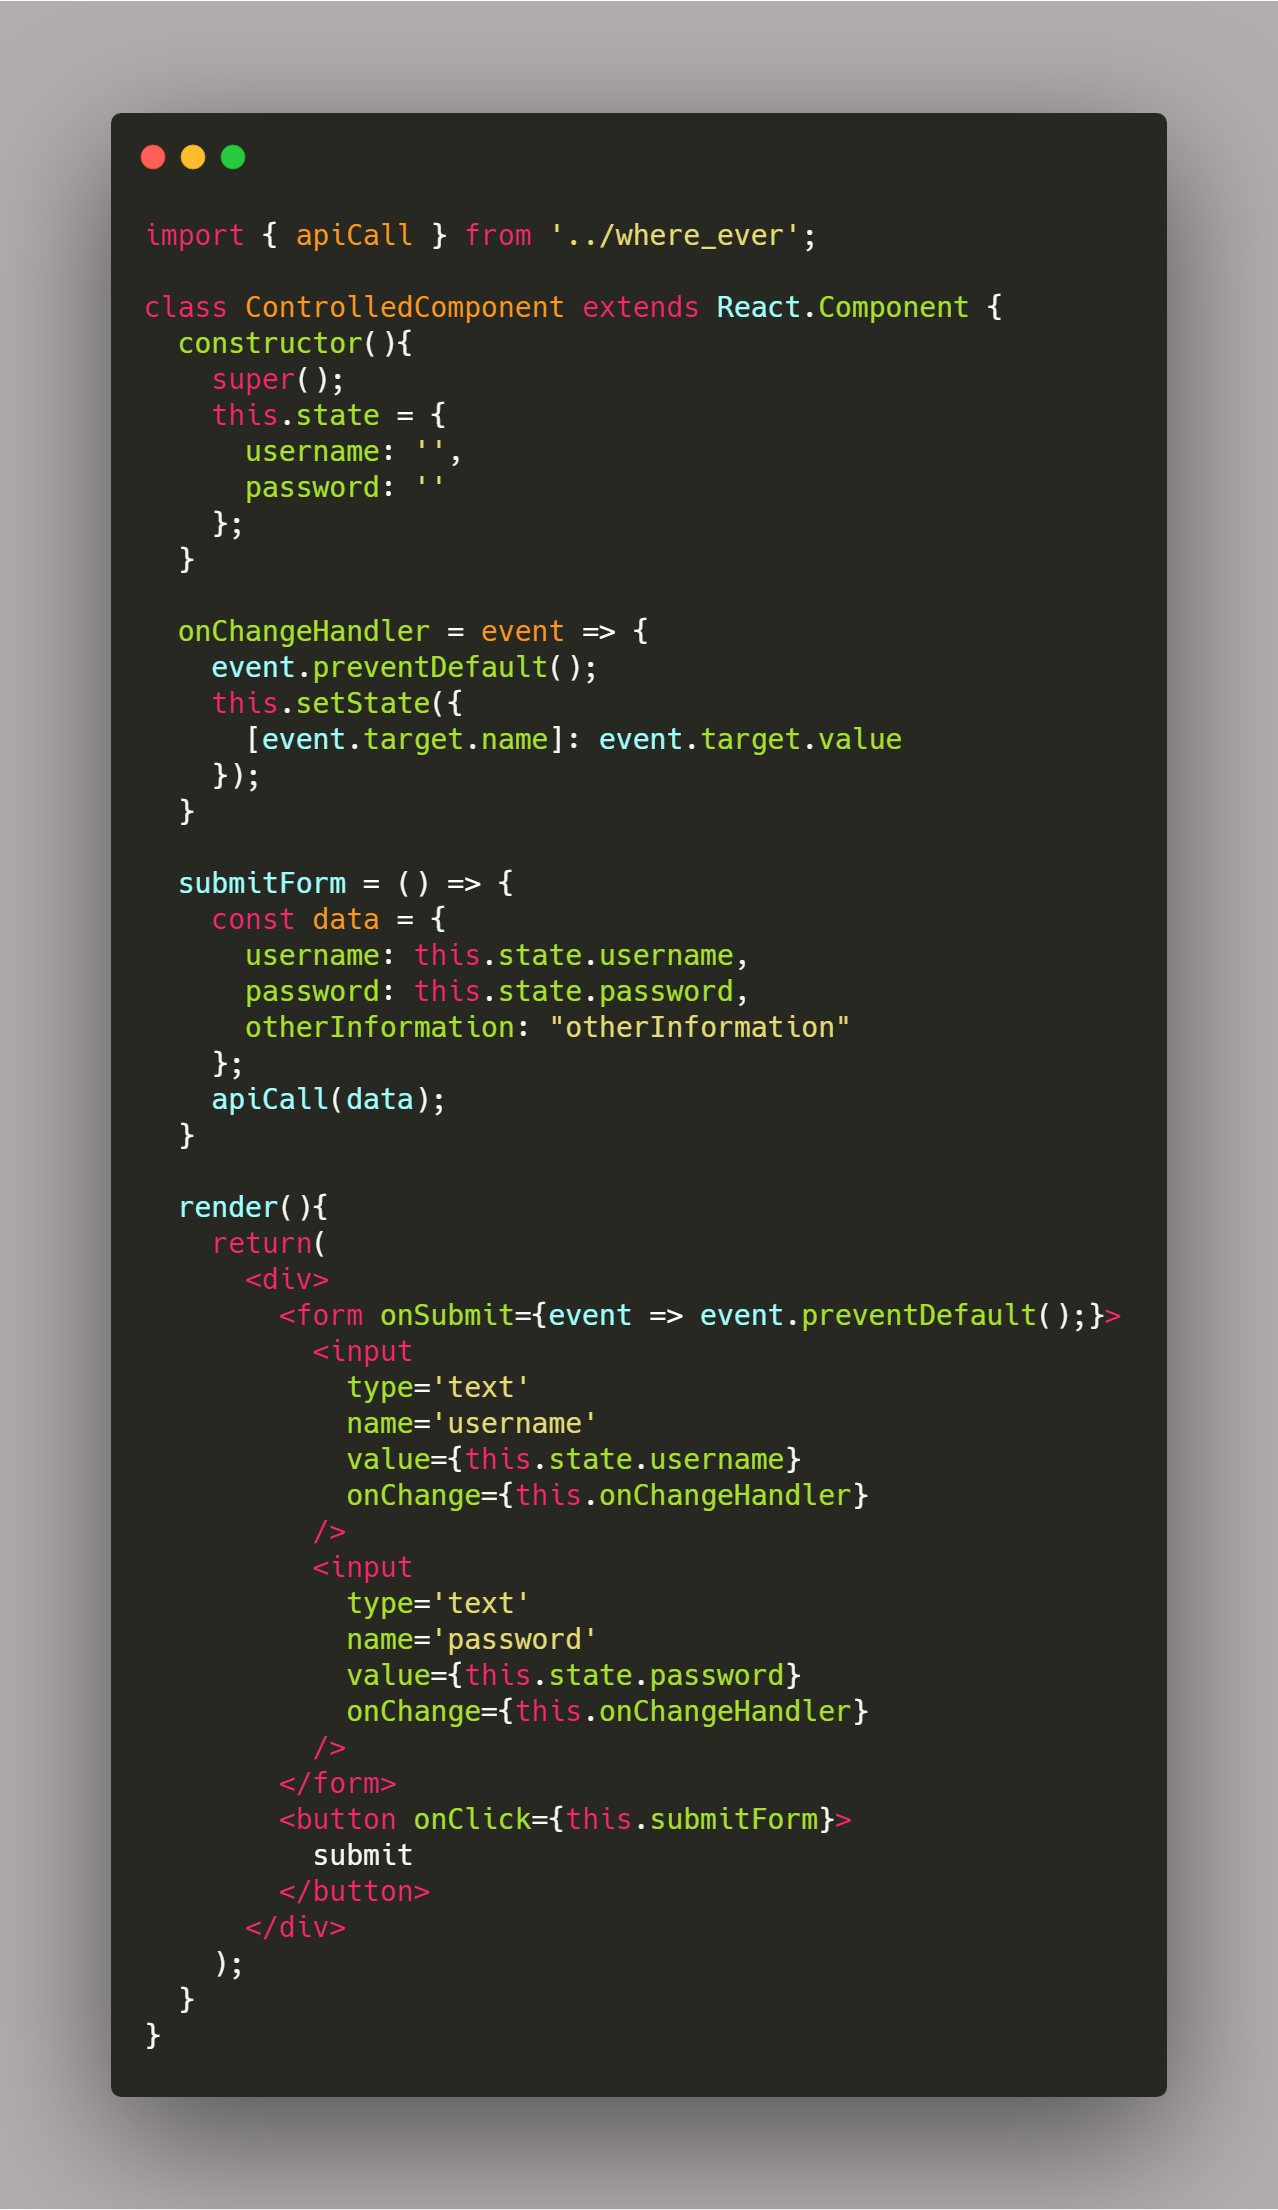 import { apiCall } from '../where_ever';
class ControlledComponent extends React.Component {
constructor(){
super();
this.state = {
username: '',
password: ''
};
}
onChangeHandler = event => {
event.preventDefault();
this.setState({
[event.target.name]: event.target.value
});
}
submitForm = () => {
const data = {
username: this.state.username,
password: this.state.password,
otherInformation: "otherInformation"
};
apiCall(data);
}
render(){
return(
<div>
<form onSubmit={event => event.preventDefault();}>
<input
type='text'
name='username'
value={this.state.username}
onChange={this.onChangeHandler}
/>
<input
type='text'
name='password'
value={this.state.password}
onChange={this.onChangeHandler}
/>
</form>
<button onClick={this.submitForm}>
submit
</button>
</div>
);
}
}